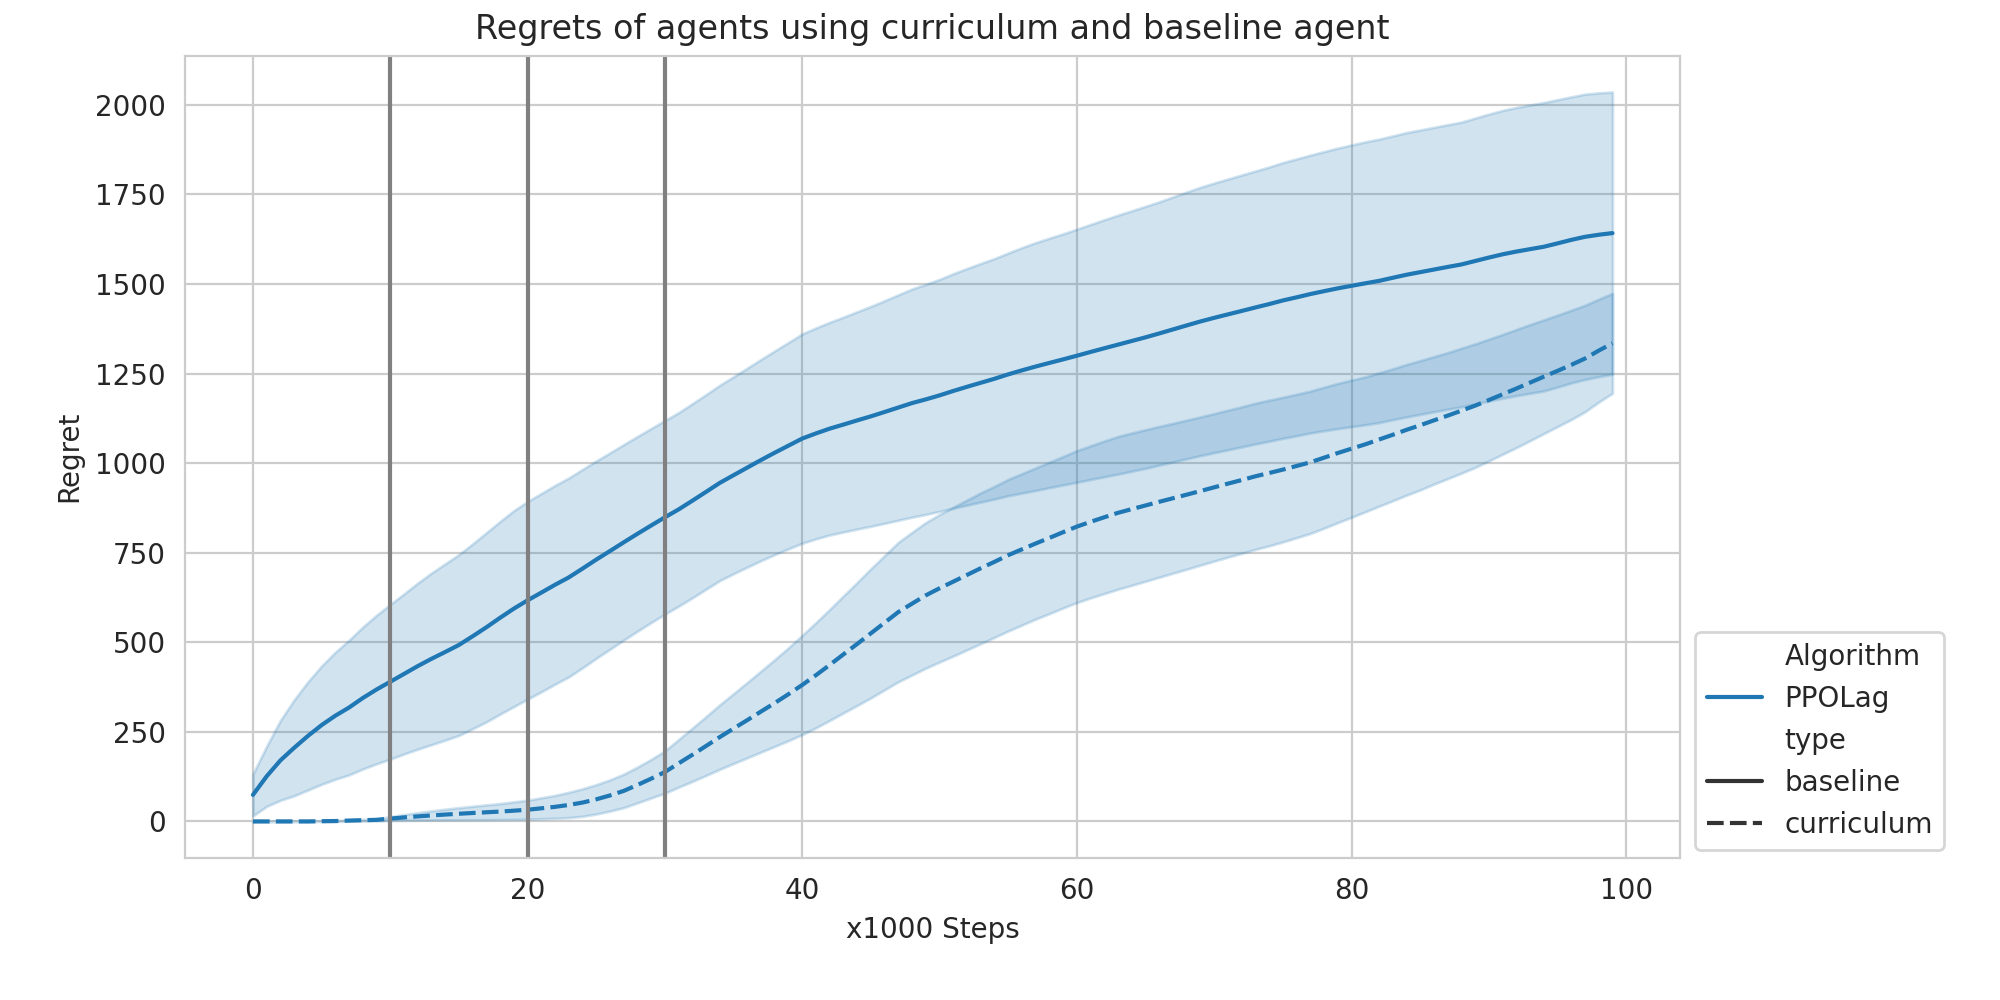 Regrets of agents using curriculum and baseline agent
2000
1750
1500
1250
1000
750
500
250
0
Regret
0 20 40 60 80 100
x1000 Steps
Algorithm
PPOLag
type
baseline
curriculum